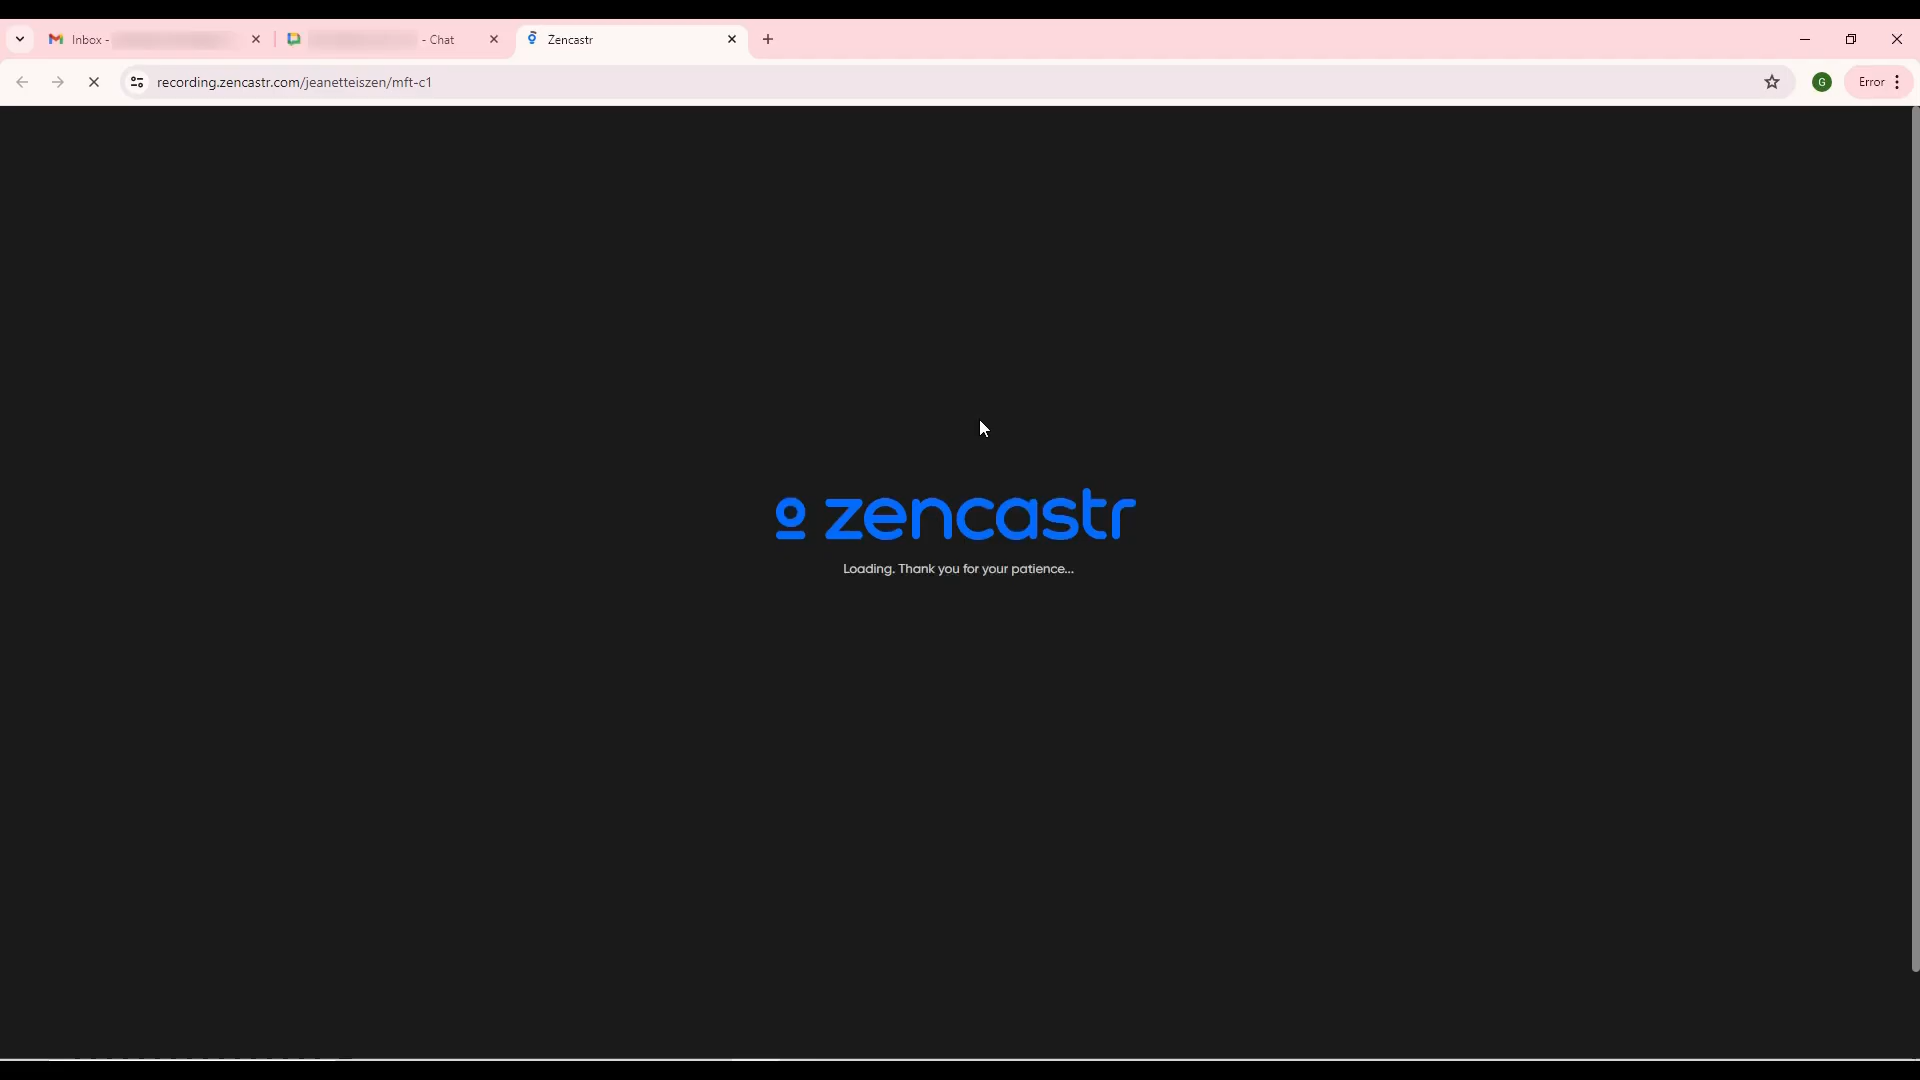 Inbox -
- Chat
Zencastr
recording.zencastr.com/jeanetteiszen/mft-c1
G
Error
zencastr
Loading. Thank you for your patience...